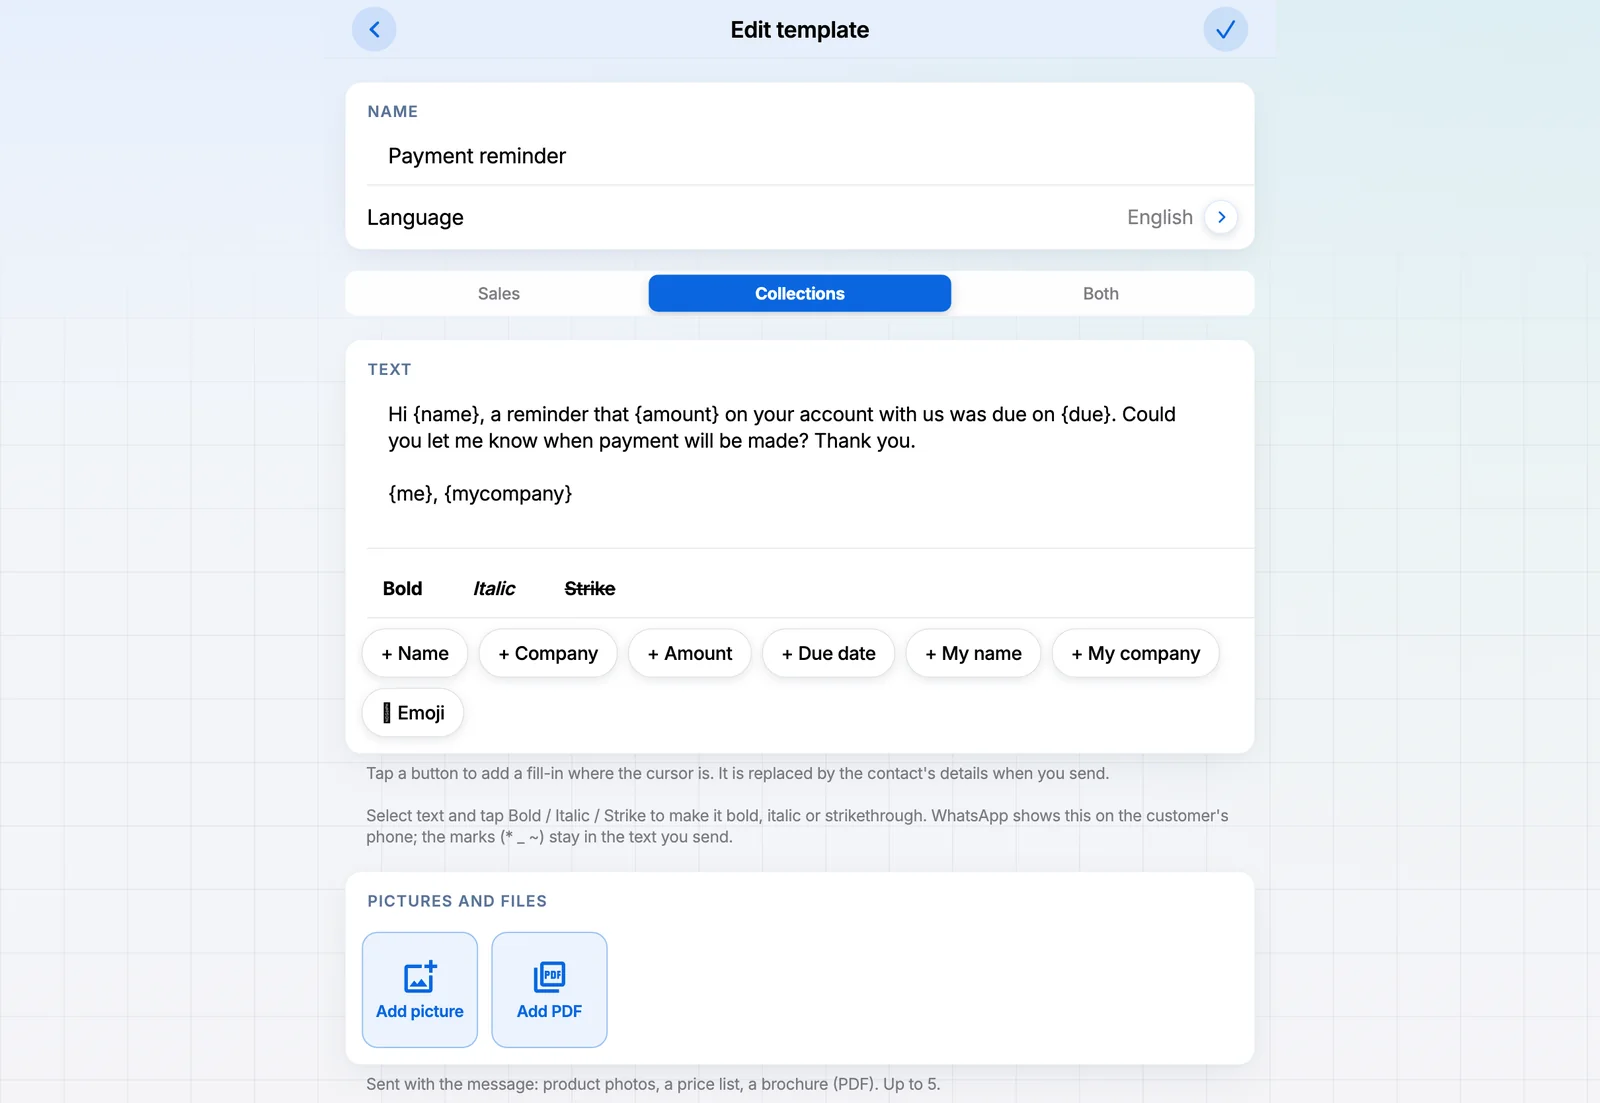 Edit template
NAME
Payment reminder
Language
English
Sales
Collections
Both
TEXT
Hi {name}, a reminder that {amount} on your account with us was due on {due}. Could
you let me know when payment will be made? Thank you.
{me}, {mycompany}
Bold
Italic
Strike
+ Name
+ Company
+ Amount
+ Due date
+ My name
+ My company
Emoji
Tap a button to add a fill-in where the cursor is. It is replaced by the contact's details when you send.
Select text and tap Bold / Italic / Strike to make it bold, italic or strikethrough. WhatsApp shows this on the customer's
phone; the marks (* _ ~) stay in the text you send.
PICTURES AND FILES
PDF
Add picture
Add PDF
Sent with the message: product photos, a price list, a brochure (PDF). Up to 5.